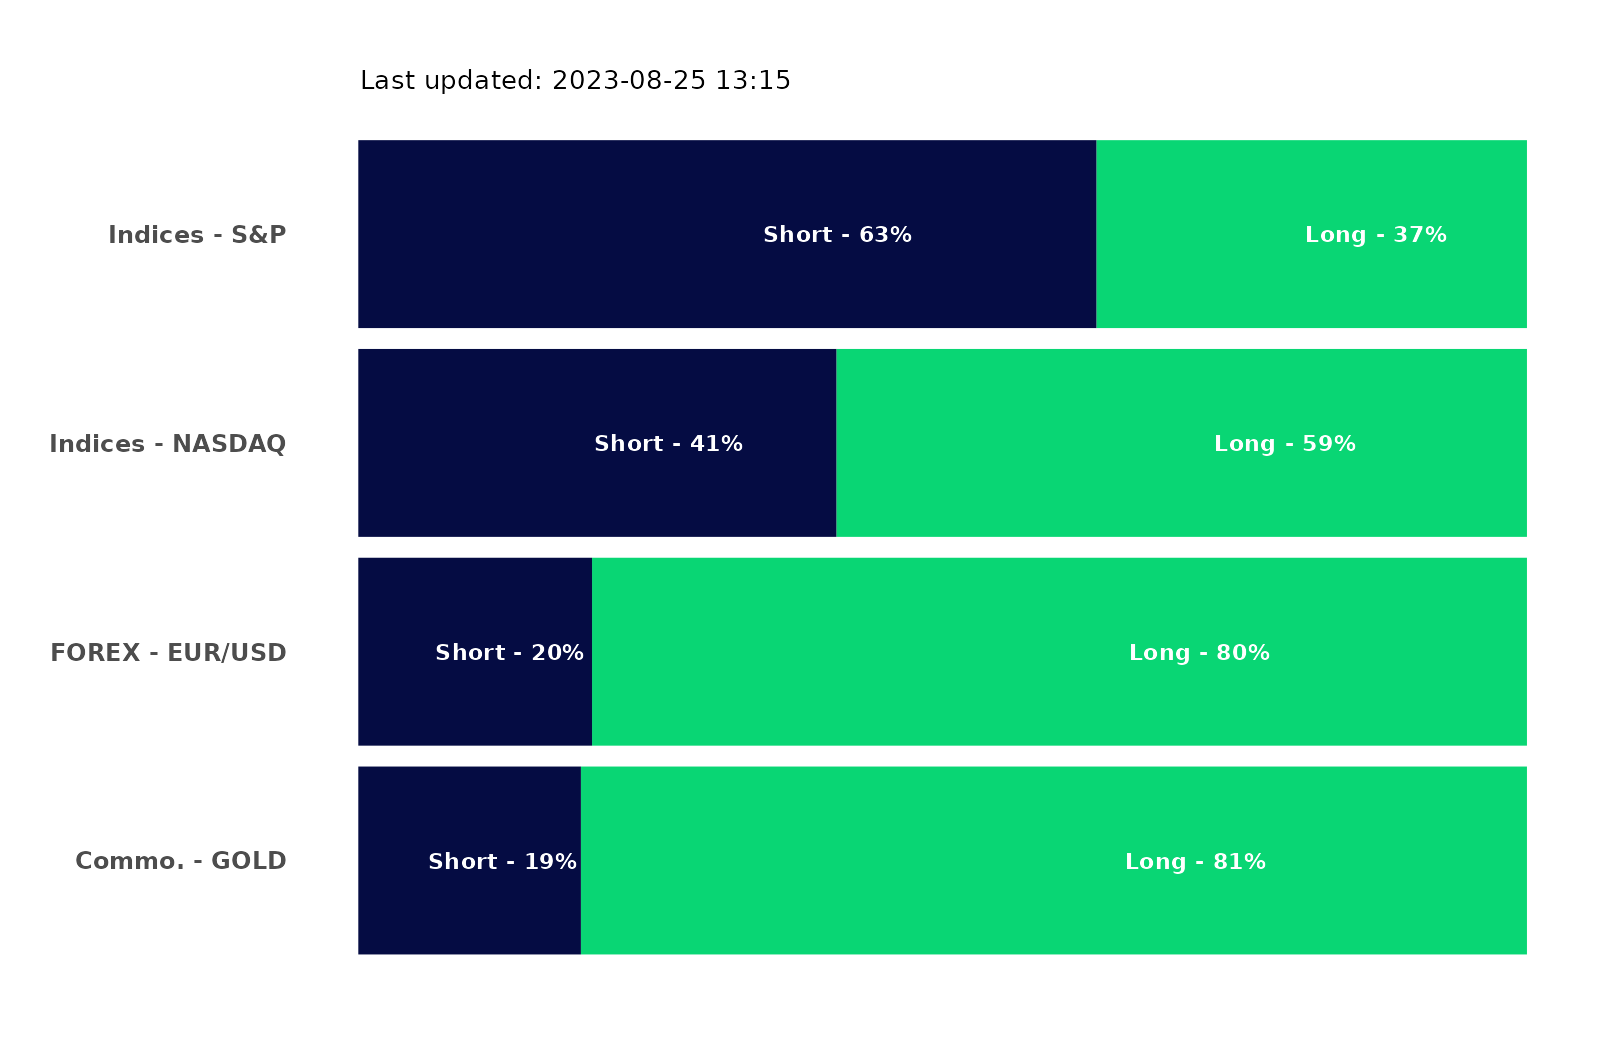 Last updated: 2023-08-25 13:15
Indices - S&P
Short - 63%
Long - 37%
Indices - NASDAQ
Short - 41%
Long - 59%
FOREX - EUR/USD
Short - 20%
Long - 80%
Commo. - GOLD
Short - 19%
Long - 81%